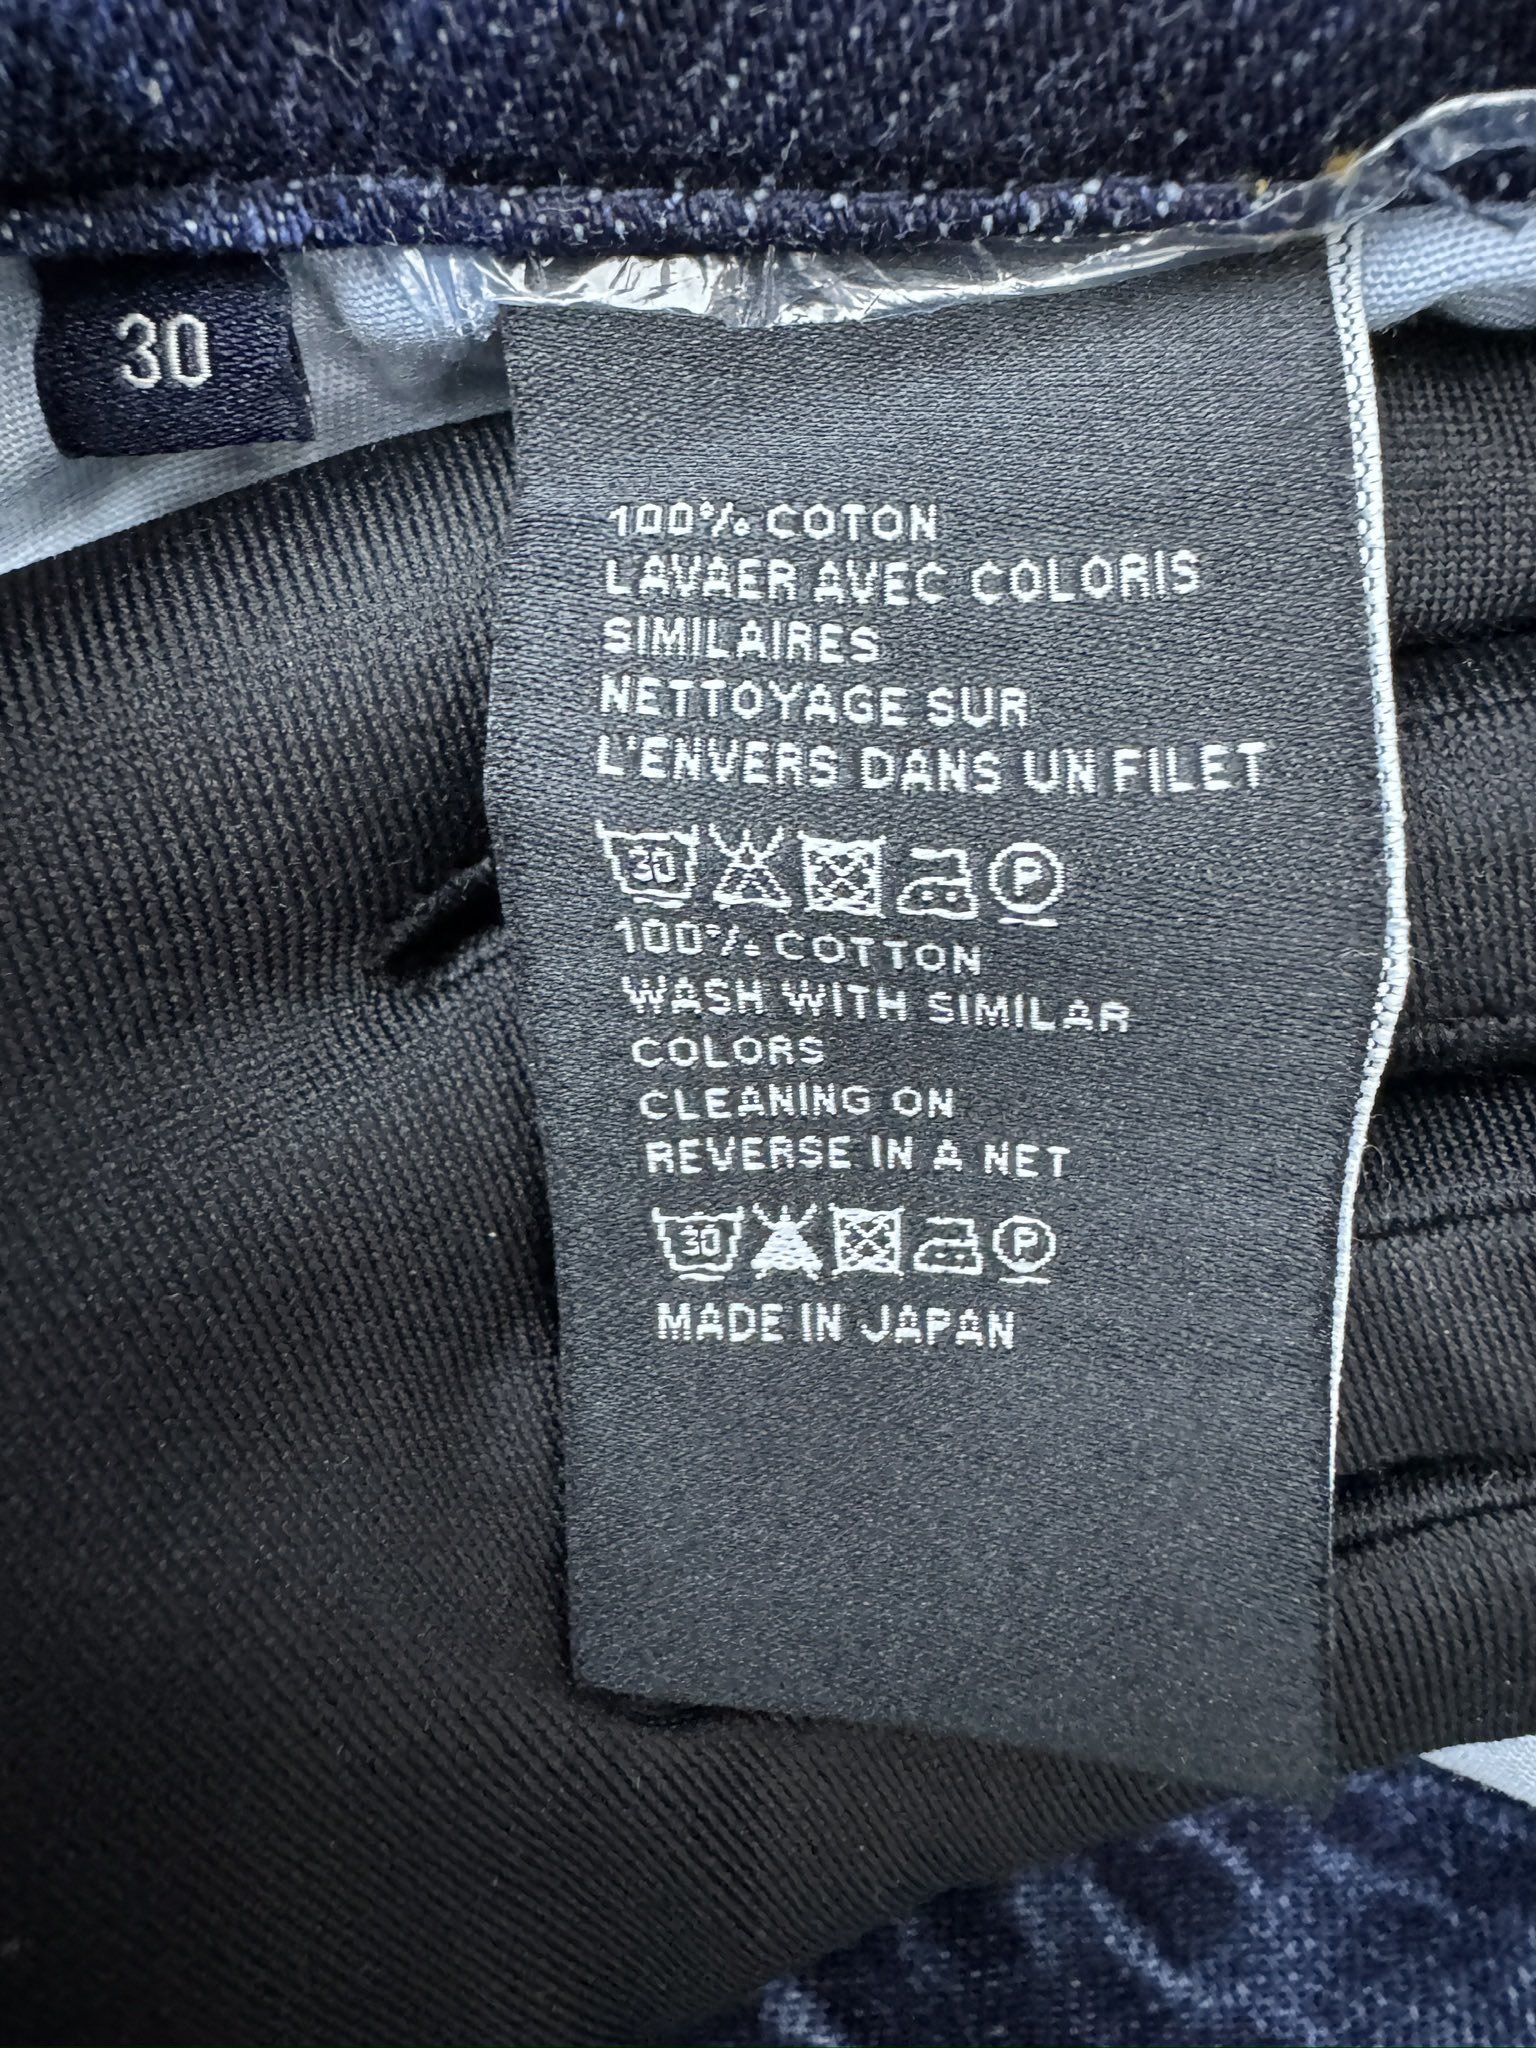 30
100% COTON
LAVAER AVEC COLORIS
SIMILAIRES
NETTOYAGE SUR
L'ENVERS DANS UN FILET
30 P
100% COTTON
WASH WITH SIMILAR
COLORS
CLEANING ON
REVERSE IN A NET
30 P
MADE IN JAPAN